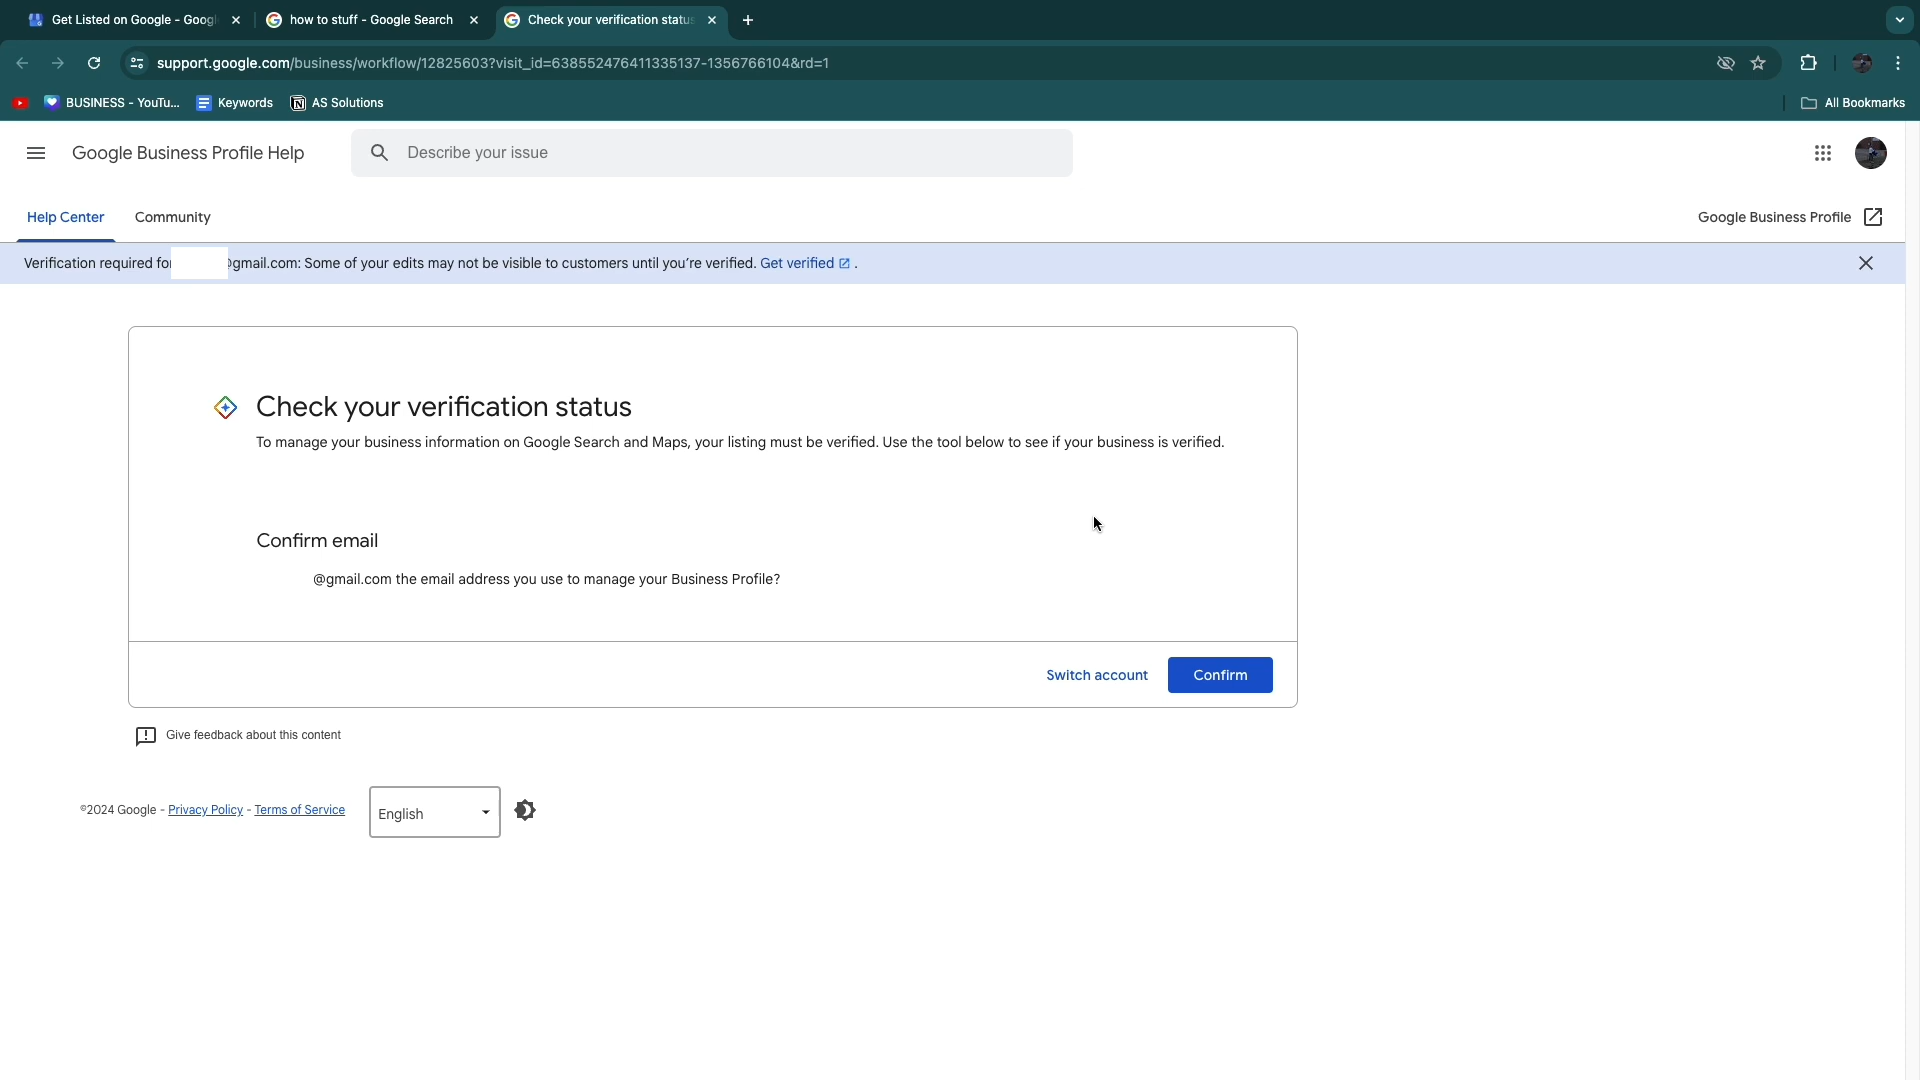 Get Listed on Google - Googl
how to stuff - Google Search
Check your verification status
support.google.com/business/workflow/12825603?visit_id=638552476411335137-1356766104&rd=1
BUSINESS - YouTu...
Keywords
AS Solutions
All Bookmarks
Google Business Profile Help
Describe your issue
Help Center
Community
Google Business Profile
Verification required for @gmail.com: Some of your edits may not be visible to customers until you're verified. Get verified .
Check your verification status
To manage your business information on Google Search and Maps, your listing must be verified. Use the tool below to see if your business is verified.
Confirm email
@gmail.com the email address you use to manage your Business Profile?
Switch account
Confirm
Give feedback about this content
©2024 Google - Privacy Policy - Terms of Service
English